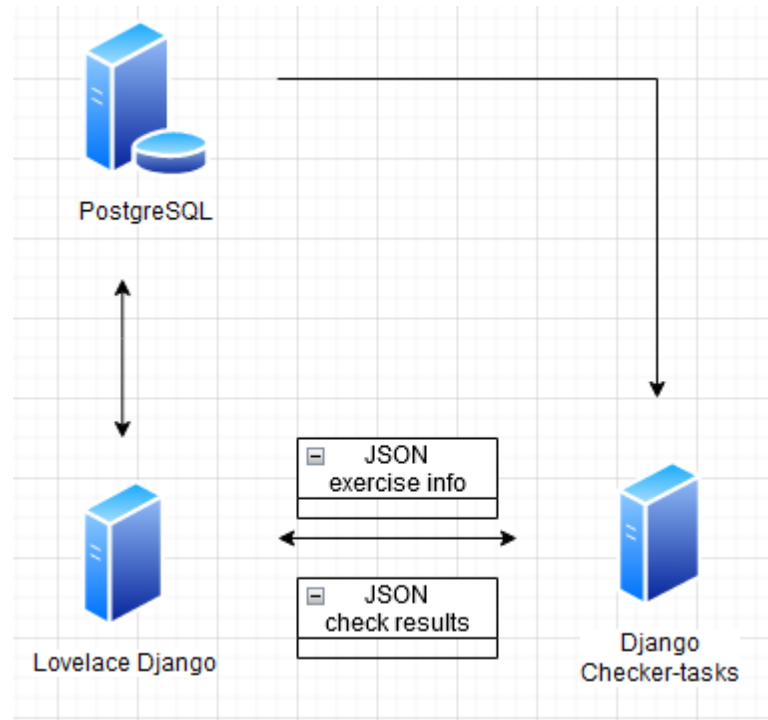 PostgreSQL
JSON
exercise info
JSON
check results
Lovelace Django
Django
Checker-tasks